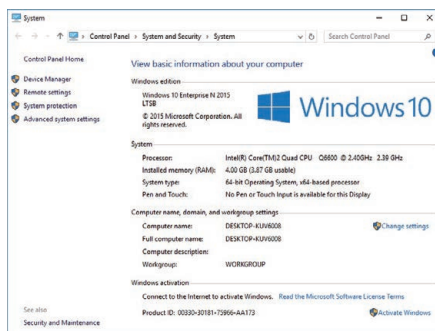 System
Control Panel > System and Security > System
Search Control Panel
Control Panel Home
Device Manager
Remote settings
System protection
Advanced system settings
View basic information about your computer
Windows edition
Windows 10 Enterprise N 2015
LTSB
© 2015 Microsoft Corporation. All
rights reserved.
Windows 10
System
Processor: Intel(R) Core(TM)2 Quad CPU Q6600 @ 2.40GHz 2.39 GHz
Installed memory (RAM): 4.00 GB (3.87 GB usable)
System type: 64-bit Operating System, x64-based processor
Pen and Touch: No Pen or Touch Input is available for this Display
Computer name, domain, and workgroup settings
Computer name: DESKTOP-KUV6008
Change settings
Full computer name: DESKTOP-KUV6008
Computer description:
Workgroup: WORKGROUP
Windows activation
Connect to the Internet to activate Windows. Read the Microsoft Software License Terms
Product ID: 00330-30181-75966-AA173
Activate Windows
See also
Security and Maintenance